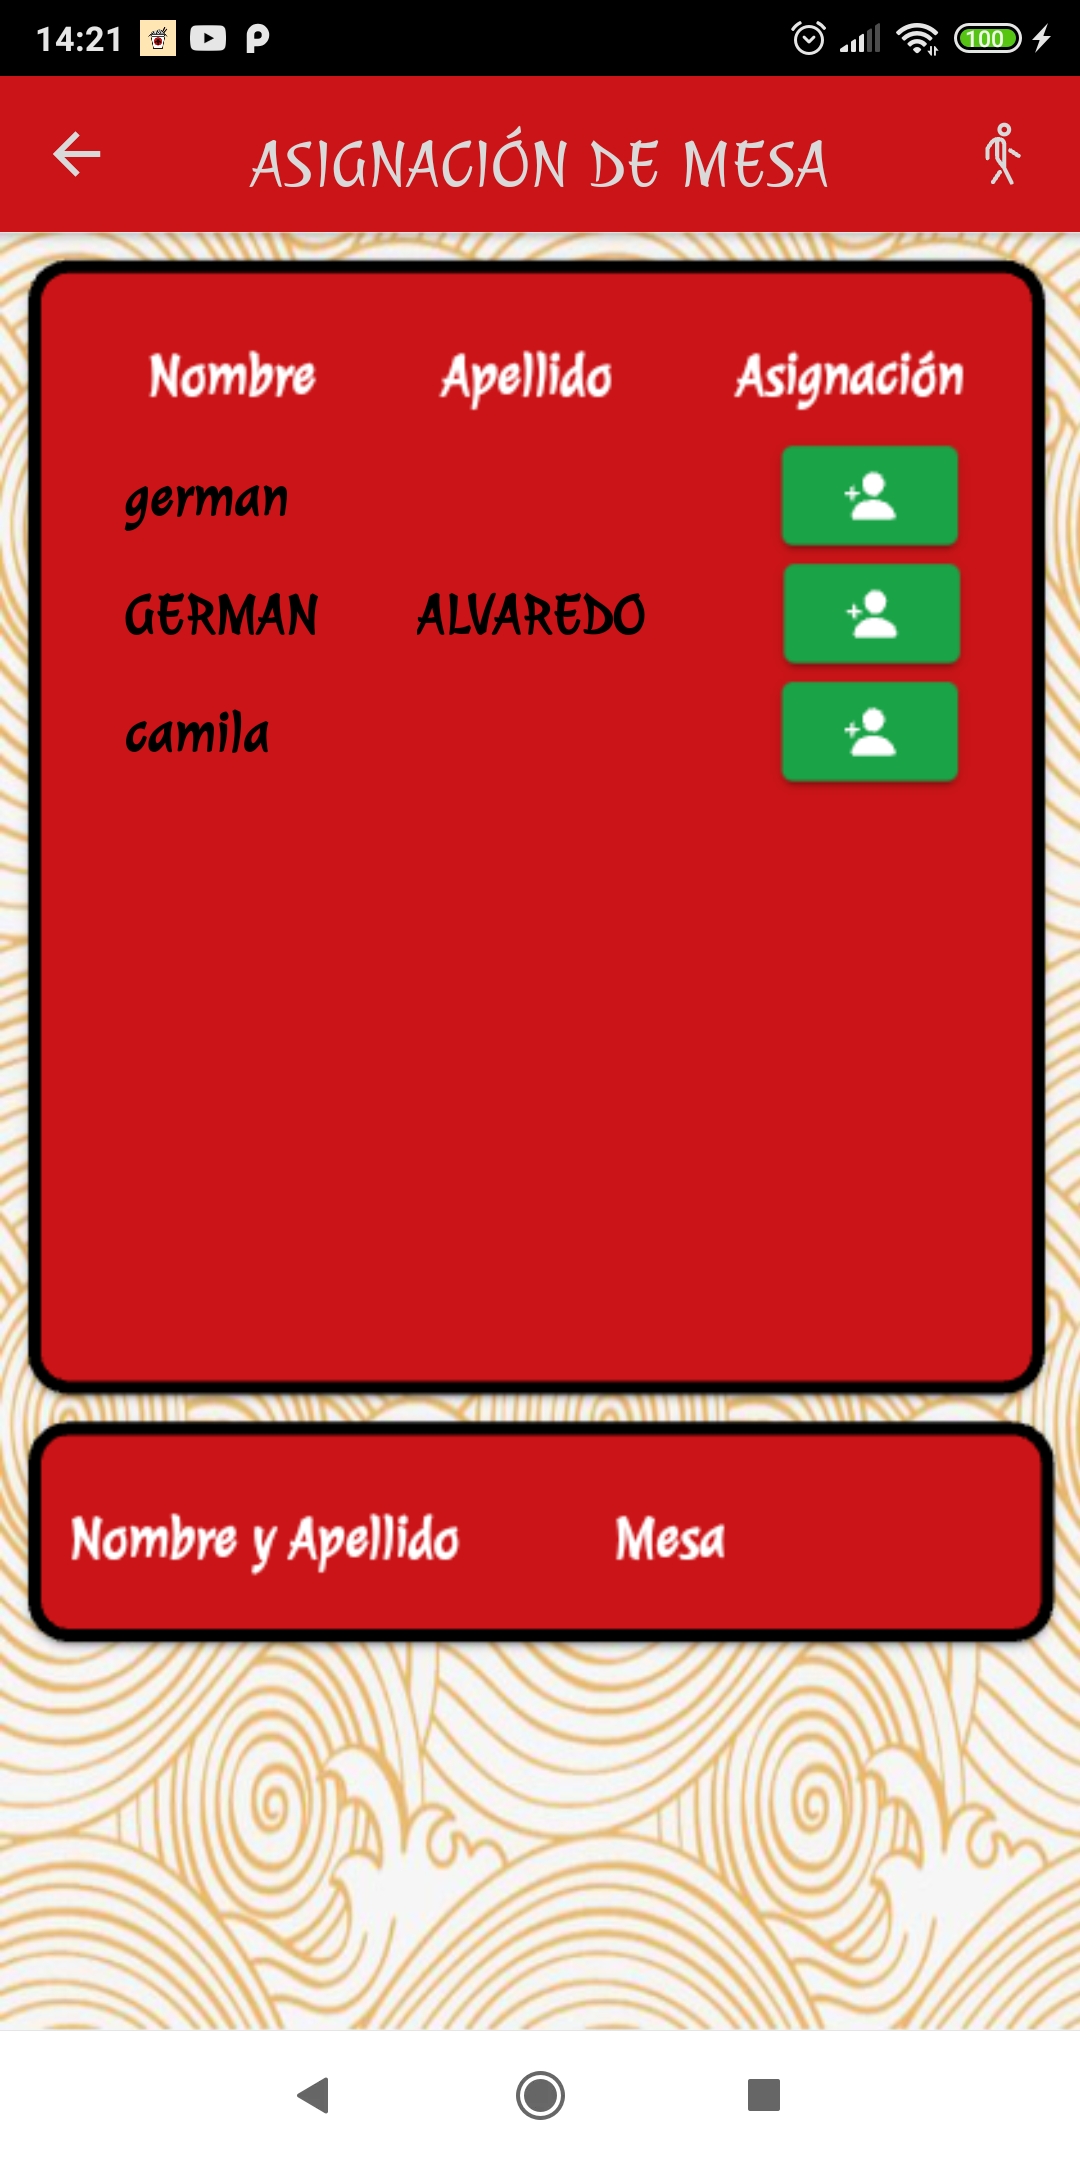 14:21 100
ASIGNACIÓN DE MESA
Nombre Apellido Asignación
german
GERMAN ALVAREDO
camila
Nombre y Apellido Mesa